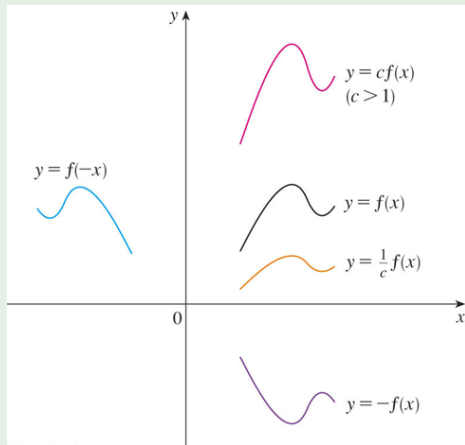 y
y = cf(x)
(c > 1)
y = f(−x)
y = f(x)
y = 1/c f(x)
0
x
y = −f(x)